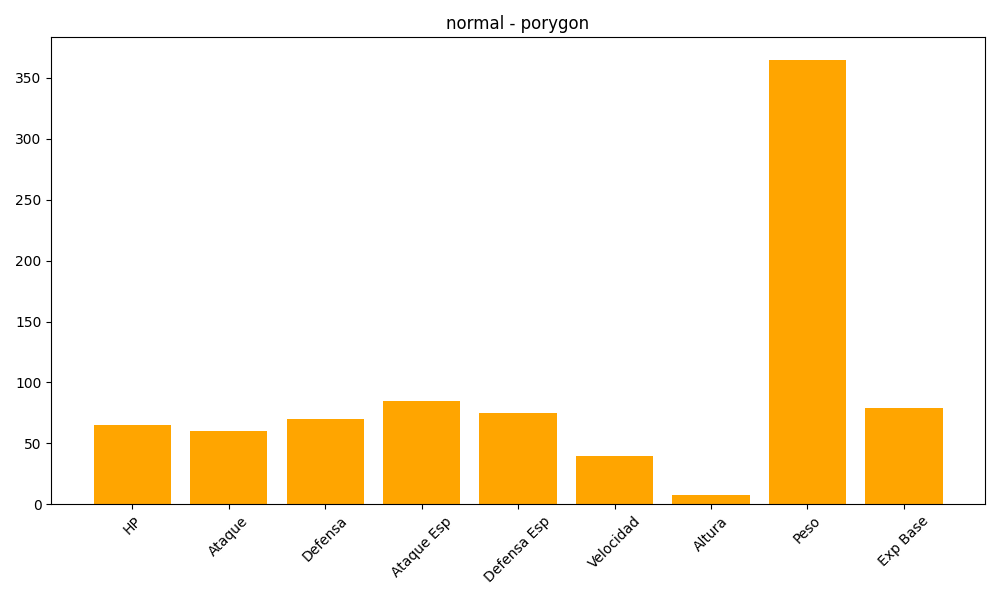 normal - porygon
350
300
250
200
150
100
50
0
HP
Ataque
Defensa
Ataque Esp
Defensa Esp
Velocidad
Altura
Peso
Exp Base